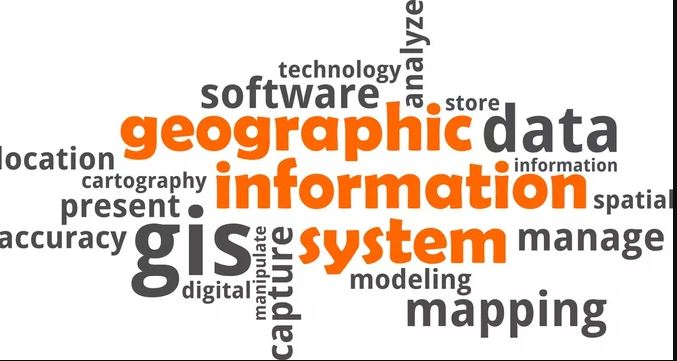 analyze
technology
software
store
geographic
data
location
information
cartography
information
spatial
present
accuracy
gis
manipulate
capture
system
manage
digital
modeling
mapping